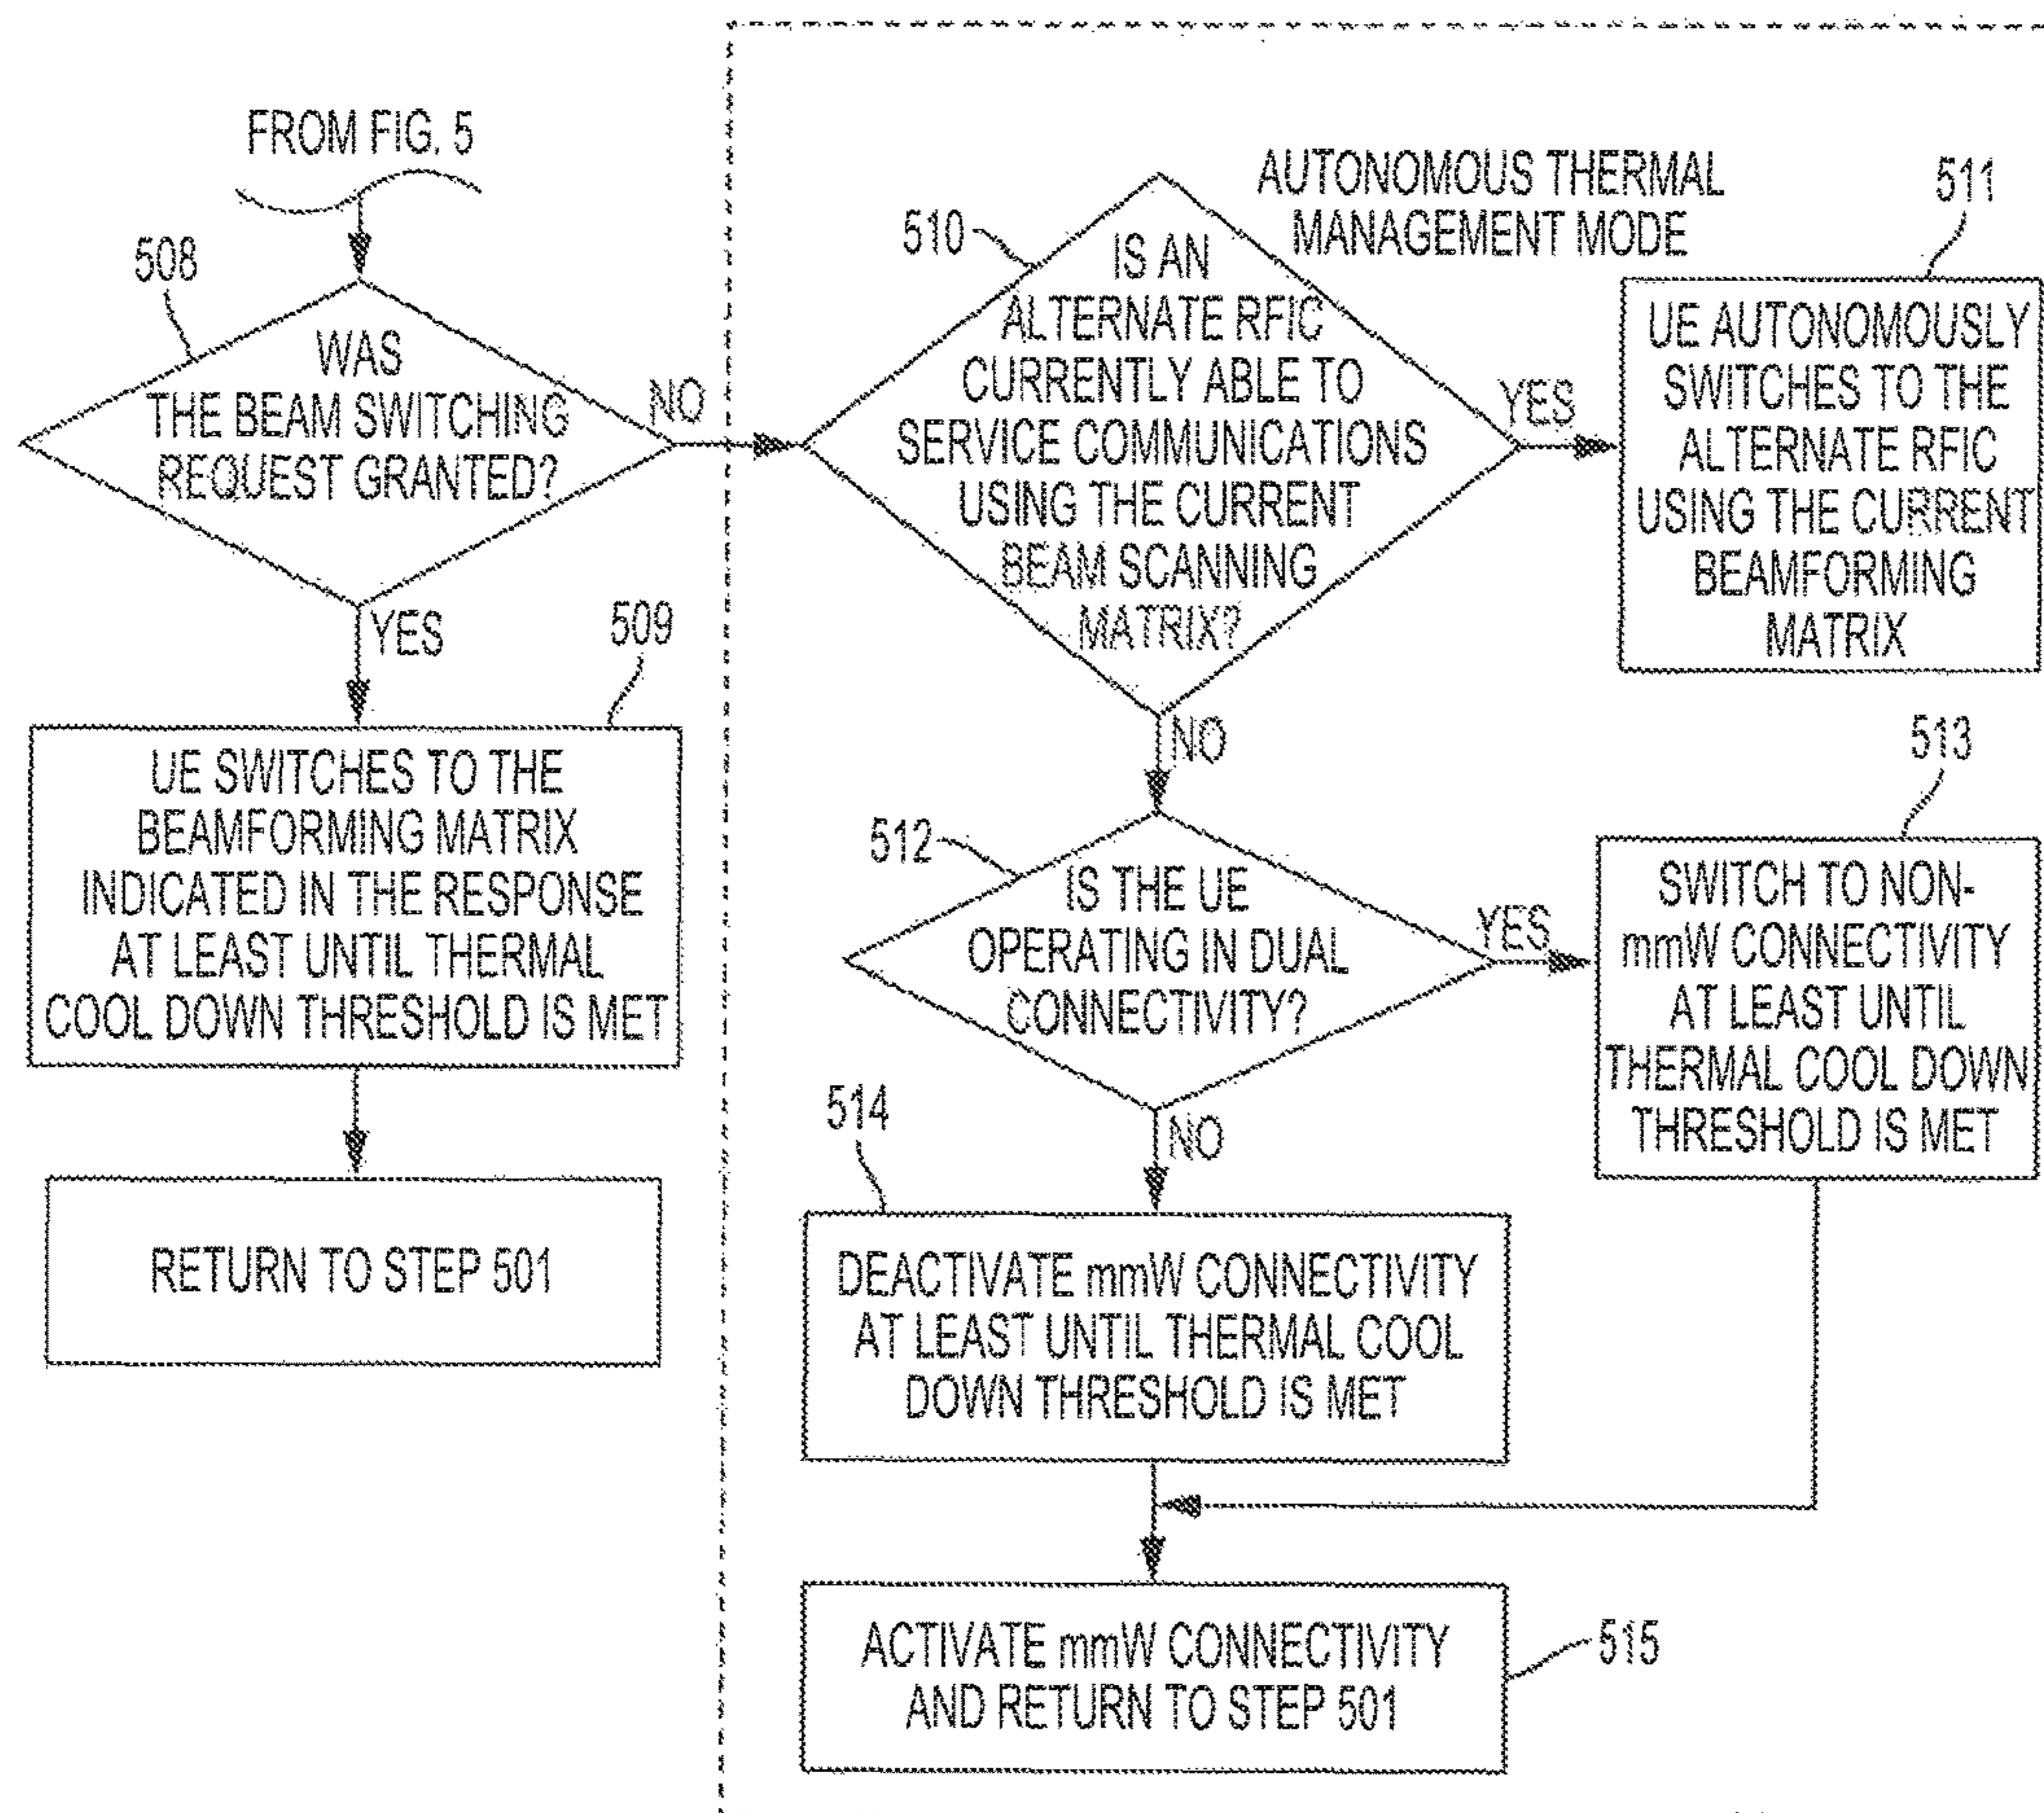 FROM FIG. 5
508
WAS
THE BEAM SWITCHING
REQUEST GRANTED?
NO
YES
509
UE SWITCHES TO THE
BEAMFORMING MATRIX
INDICATED IN THE RESPONSE
AT LEAST UNTIL THERMAL
COOL DOWN THRESHOLD IS MET
RETURN TO STEP 501
AUTONOMOUS THERMAL
MANAGEMENT MODE
510
IS AN
ALTERNATE RFIC
CURRENTLY ABLE TO
SERVICE COMMUNICATIONS
USING THE CURRENT
BEAM SCANNING
MATRIX?
YES
511
UE AUTONOMOUSLY
SWITCHES TO THE
ALTERNATE RFIC
USING THE CURRENT
BEAMFORMING
MATRIX
NO
512
IS THE UE
OPERATING IN DUAL
CONNECTIVITY?
YES
513
SWITCH TO NON-
mmW CONNECTIVITY
AT LEAST UNTIL
THERMAL COOL DOWN
THRESHOLD IS MET
NO
514
DEACTIVATE mmW CONNECTIVITY
AT LEAST UNTIL THERMAL COOL
DOWN THRESHOLD IS MET
ACTIVATE mmW CONNECTIVITY
AND RETURN TO STEP 501
515